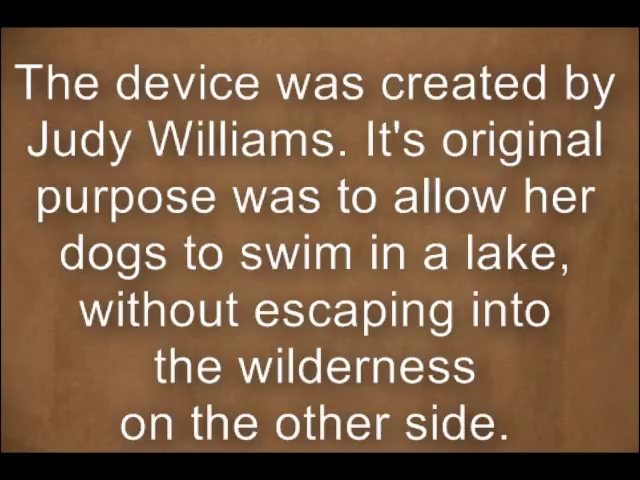 The device was created by
Judy Williams. It's original
purpose was to allow her
dogs to swim in a lake,
without escaping into
the wilderness
on the other side.